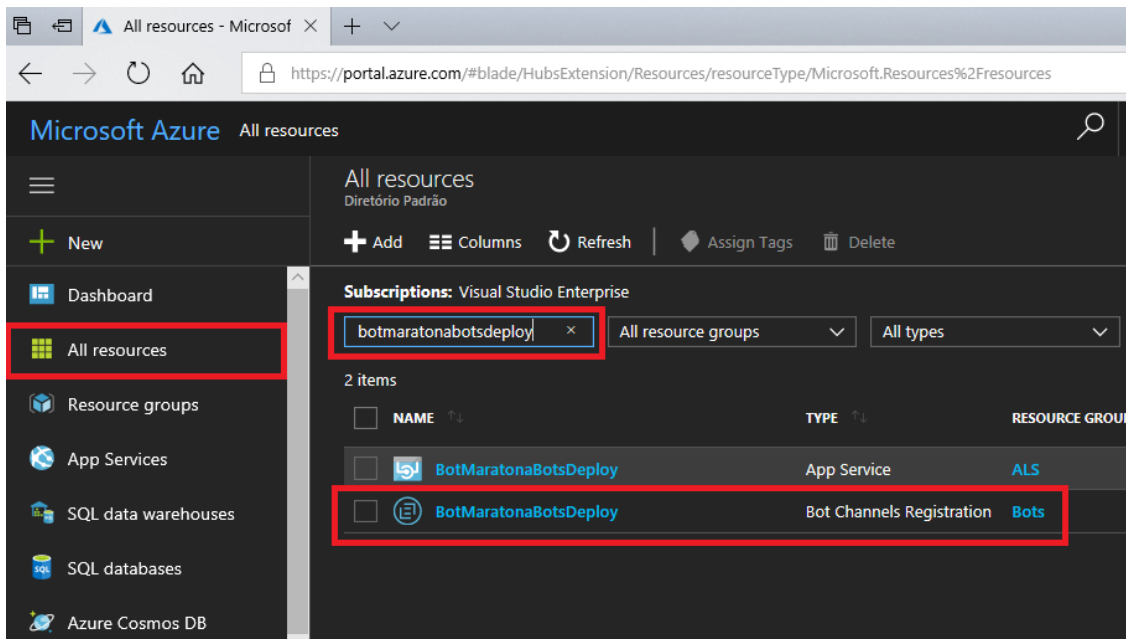 All resources - Microsof
https://portal.azure.com/#blade/HubsExtension/Resources/resourceType/Microsoft.Resources%2Fresources
Microsoft Azure All resources
All resources
Diretório Padrão
New
Add Columns Refresh Assign Tags Delete
Dashboard
Subscriptions: Visual Studio Enterprise
botmaratonabotsdeploy × All resource groups All types
All resources
2 items
Resource groups
NAME TYPE RESOURCE GROU
App Services
BotMaratonaBotsDeploy App Service ALS
SQL data warehouses
BotMaratonaBotsDeploy Bot Channels Registration Bots
SQL
SQL databases
Azure Cosmos DB